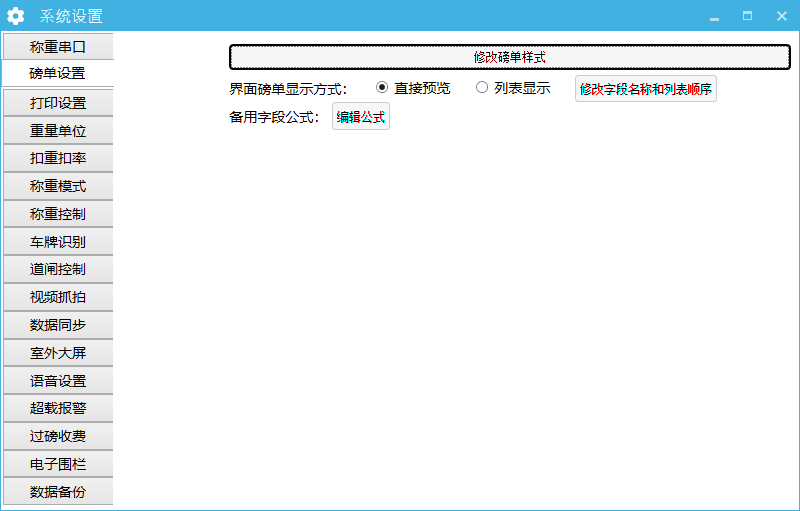 系统设置
称重串口
磅单设置
打印设置
重量单位
扣重扣率
称重模式
称重控制
车牌识别
道闸控制
视频抓拍
数据同步
室外大屏
语音设置
超载报警
过磅收费
电子围栏
数据备份
修改磅单样式
界面磅单显示方式： 直接预览 列表显示 修改字段名称和列表顺序
备用字段公式： 编辑公式